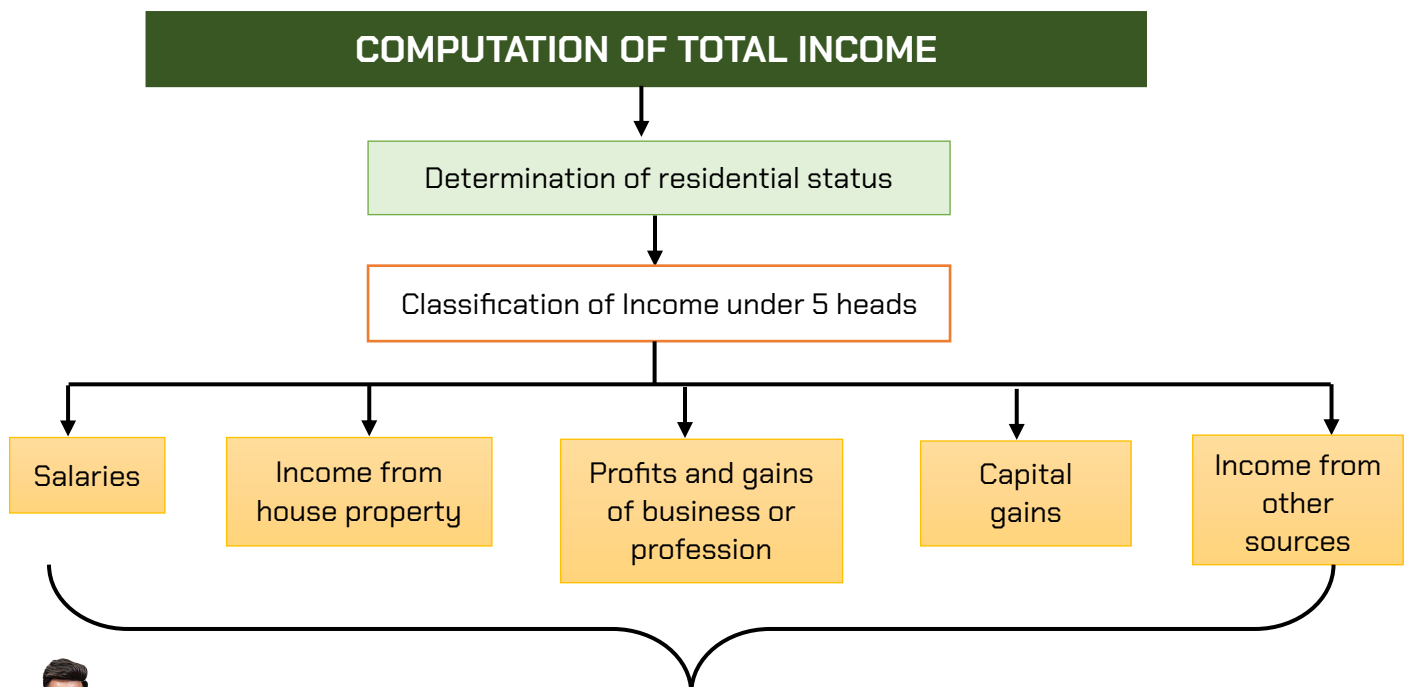 COMPUTATION OF TOTAL INCOME
Determination of residential status
Classification of Income under 5 heads
Salaries
Income from
house property
Profits and gains
of business or
profession
Capital
gains
Income from
other
sources